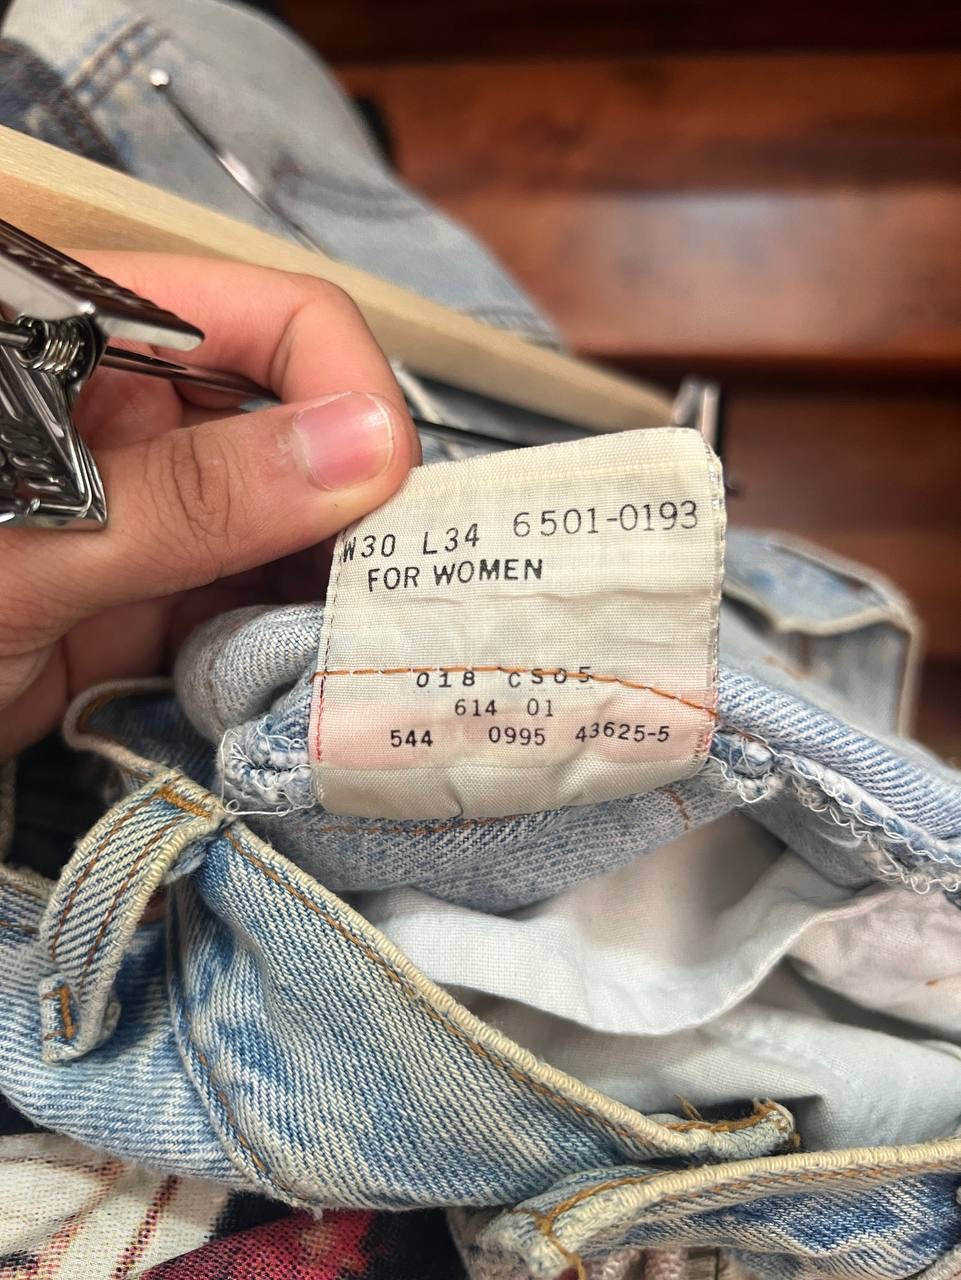 W30 L34 6501-0193
FOR WOMEN
018 CS05
614 01
544 0995 43625-5